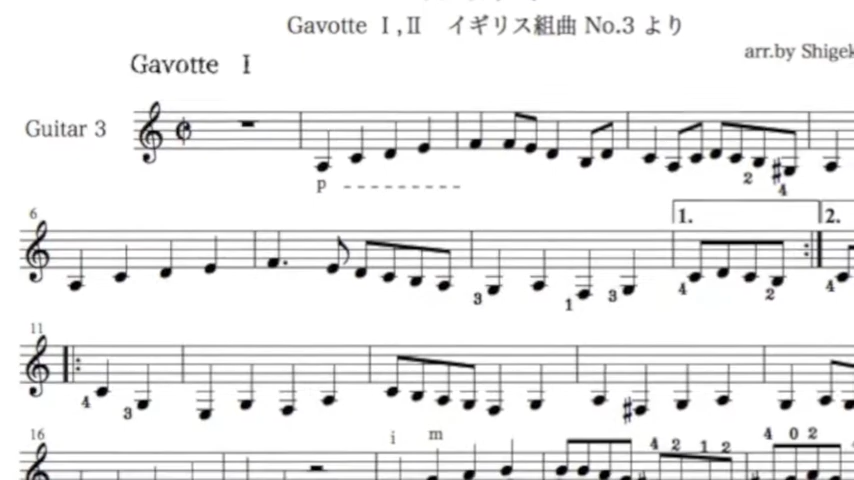 Gavotte Ⅰ,Ⅱ イギリス組曲 No.3 より
arr.by Shigek
Gavotte Ⅰ
Guitar 3
p
2
4
6
1. 2.
3 1 3 4 2 4
11
4 3
16
i m
4 2 1 2 4 0 2